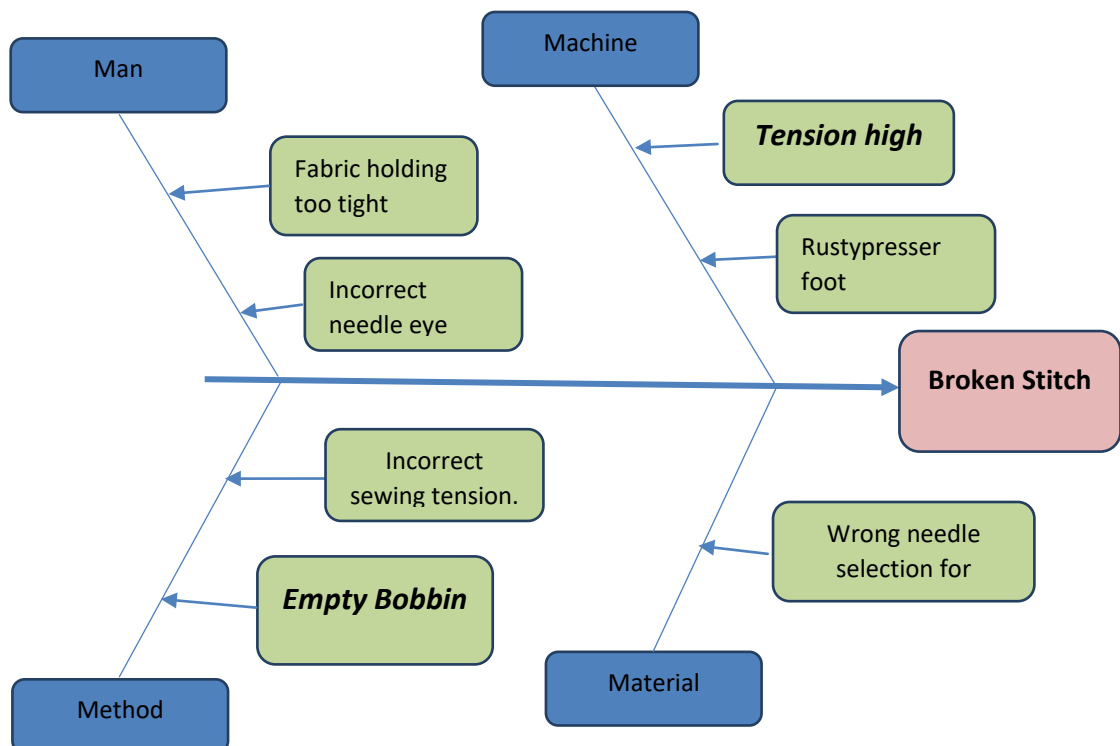 Man
Machine
Tension high
Fabric holding
too tight
Rustypresser
foot
Incorrect
needle eye
Broken Stitch
Incorrect
sewing tension.
Wrong needle
selection for
Empty Bobbin
Material
Method